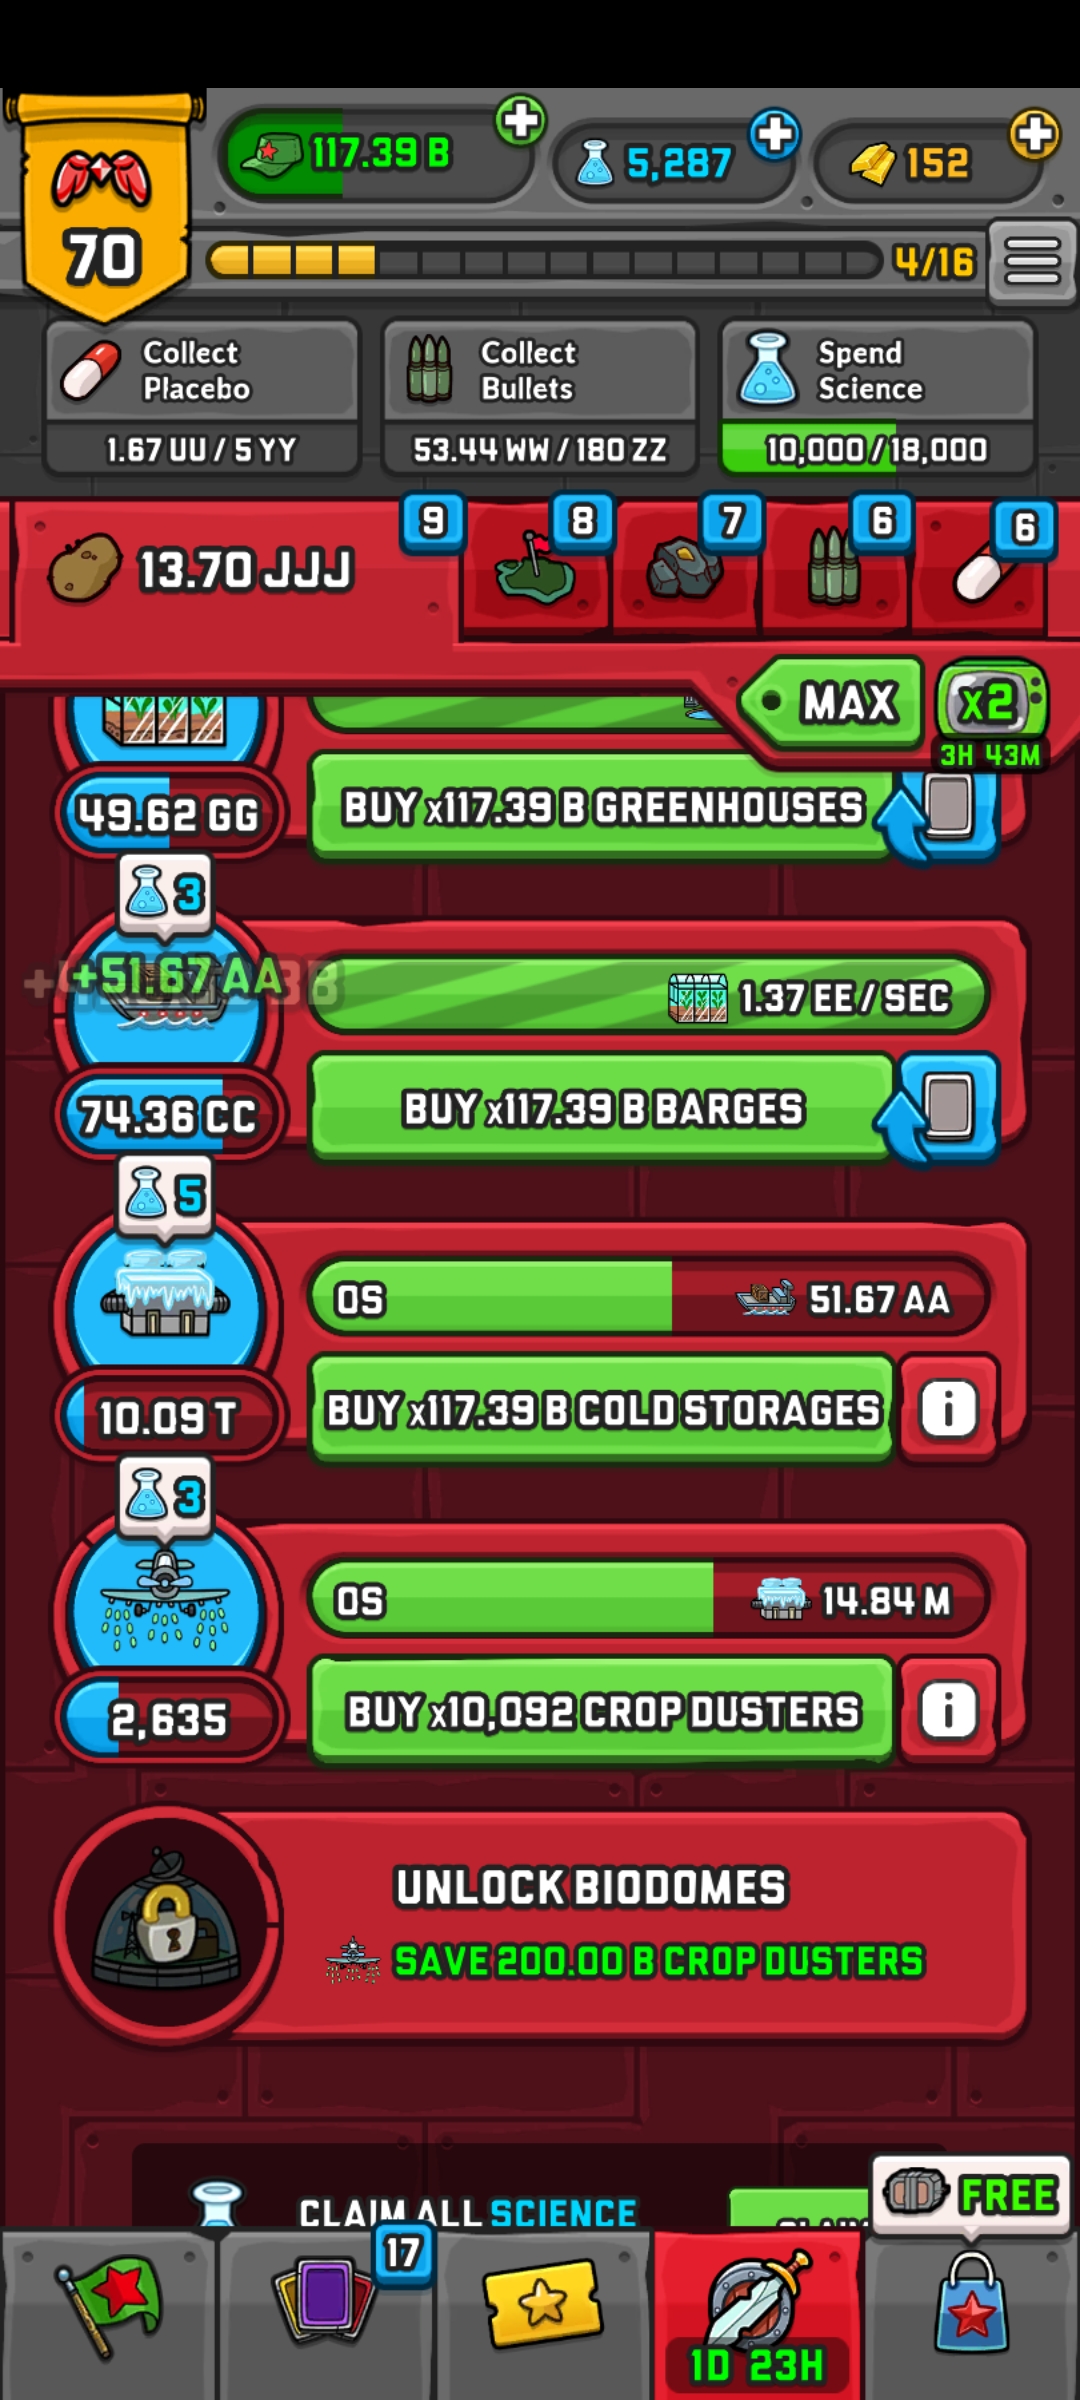 117.39 B
5,287
152
70
4/16
Collect
Placebo
1.67 UU / 5 YY
Collect
Bullets
53.44 WW / 180 ZZ
Spend
Science
10,000 / 18,000
13.70 JJJ
9
8
7
6
6
MAX
x2
3H 43M
49.62 GG
BUY x117.39 B GREENHOUSES
3
+51.67 AA
1.37 EE / SEC
74.36 CC
BUY x117.39 B BARGES
5
0S
51.67 AA
10.09 T
BUY x117.39 B COLD STORAGES
3
0S
14.84 M
2,635
BUY x10,092 CROP DUSTERS
UNLOCK BIODOMES
SAVE 200.00 B CROP DUSTERS
CLAIM ALL SCIENCE
FREE
17
1D 23H